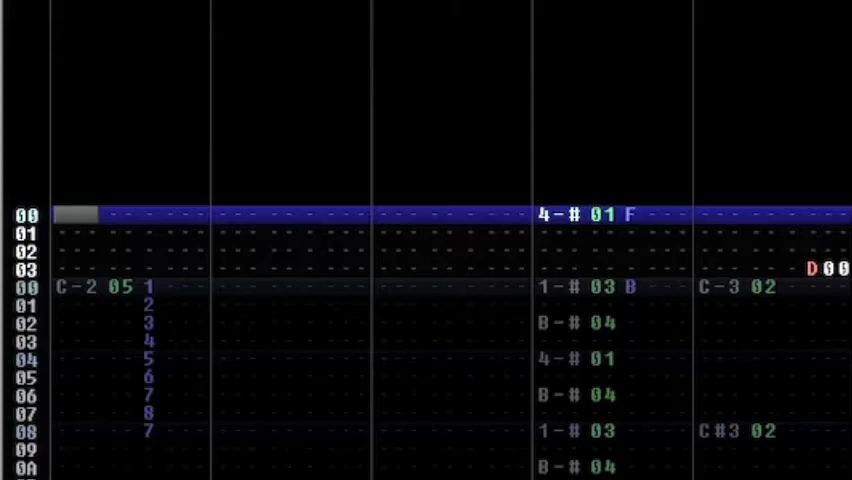 00 4-# 01 F
01
02
03 D00
00 C-2 05 1 1-# 03 B C-3 02
01 2
02 3 B-# 04
03 4
04 5 4-# 01
05 6
06 7 B-# 04
07 8
08 7 1-# 03 C#3 02
09
0A B-# 04